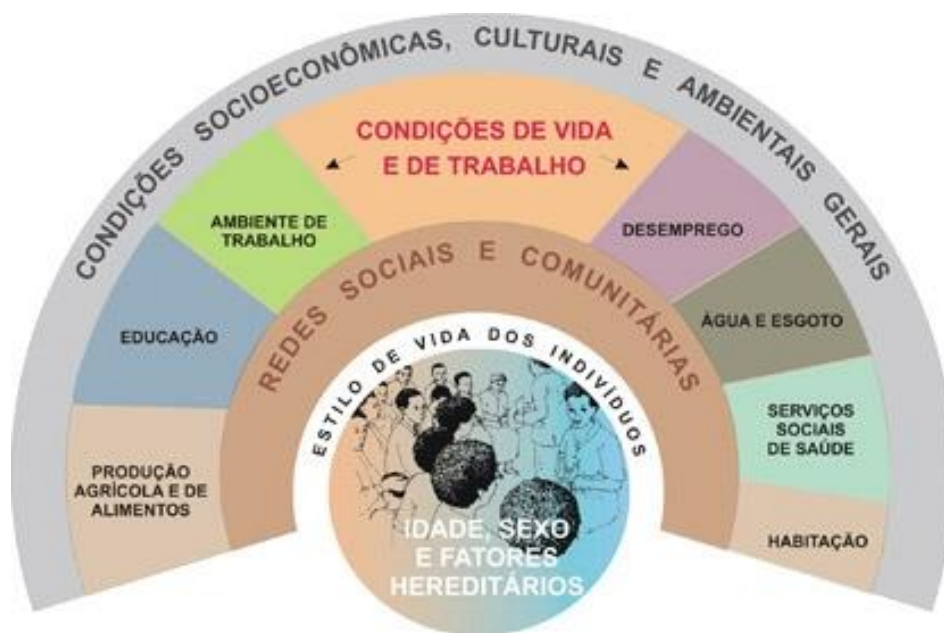 CONDIÇÕES SOCIOECONÔMICAS, CULTURAIS E AMBIENTAIS GERAIS
CONDIÇÕES DE VIDA
E DE TRABALHO
AMBIENTE DE
TRABALHO
DESEMPREGO
EDUCAÇÃO
ÁGUA E ESGOTO
PRODUÇÃO
AGRÍCOLA E DE
ALIMENTOS
SERVIÇOS
SOCIAIS
DE SAÚDE
HABITAÇÃO
REDES SOCIAIS E COMUNITÁRIAS
ESTILO DE VIDA DOS INDIVÍDUOS
IDADE, SEXO
E FATORES
HEREDITÁRIOS